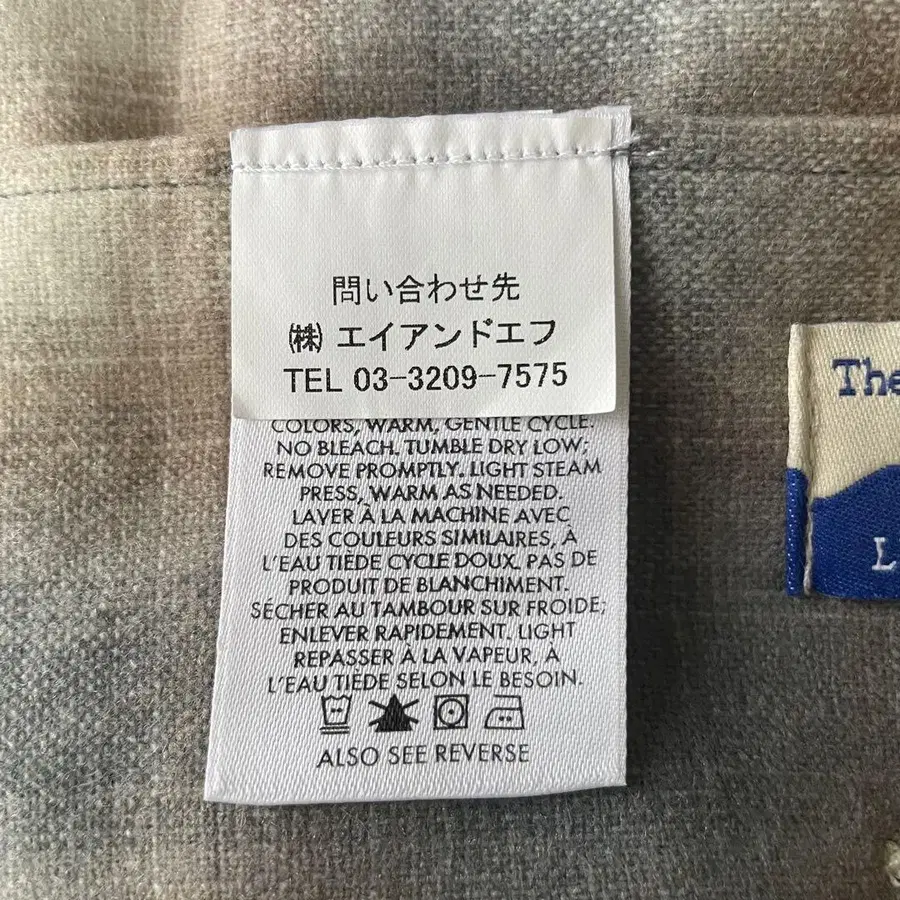 問い合わせ先
㈱ エイアンドエフ
TEL 03-3209-7575
COLORS, WARM, GENTLE CYCLE.
NO BLEACH. TUMBLE DRY LOW;
REMOVE PROMPTLY. LIGHT STEAM
PRESS, WARM AS NEEDED.
LAVER À LA MACHINE AVEC
DES COULEURS SIMILAIRES, À
L'EAU TIÈDE CYCLE DOUX. PAS DE
PRODUIT DE BLANCHIMENT.
SÉCHER AU TAMBOUR SUR FROIDE;
ENLEVER RAPIDEMENT. LIGHT
REPASSER À LA VAPEUR, À
L'EAU TIÈDE SELON LE BESOIN.
ALSO SEE REVERSE
The
L